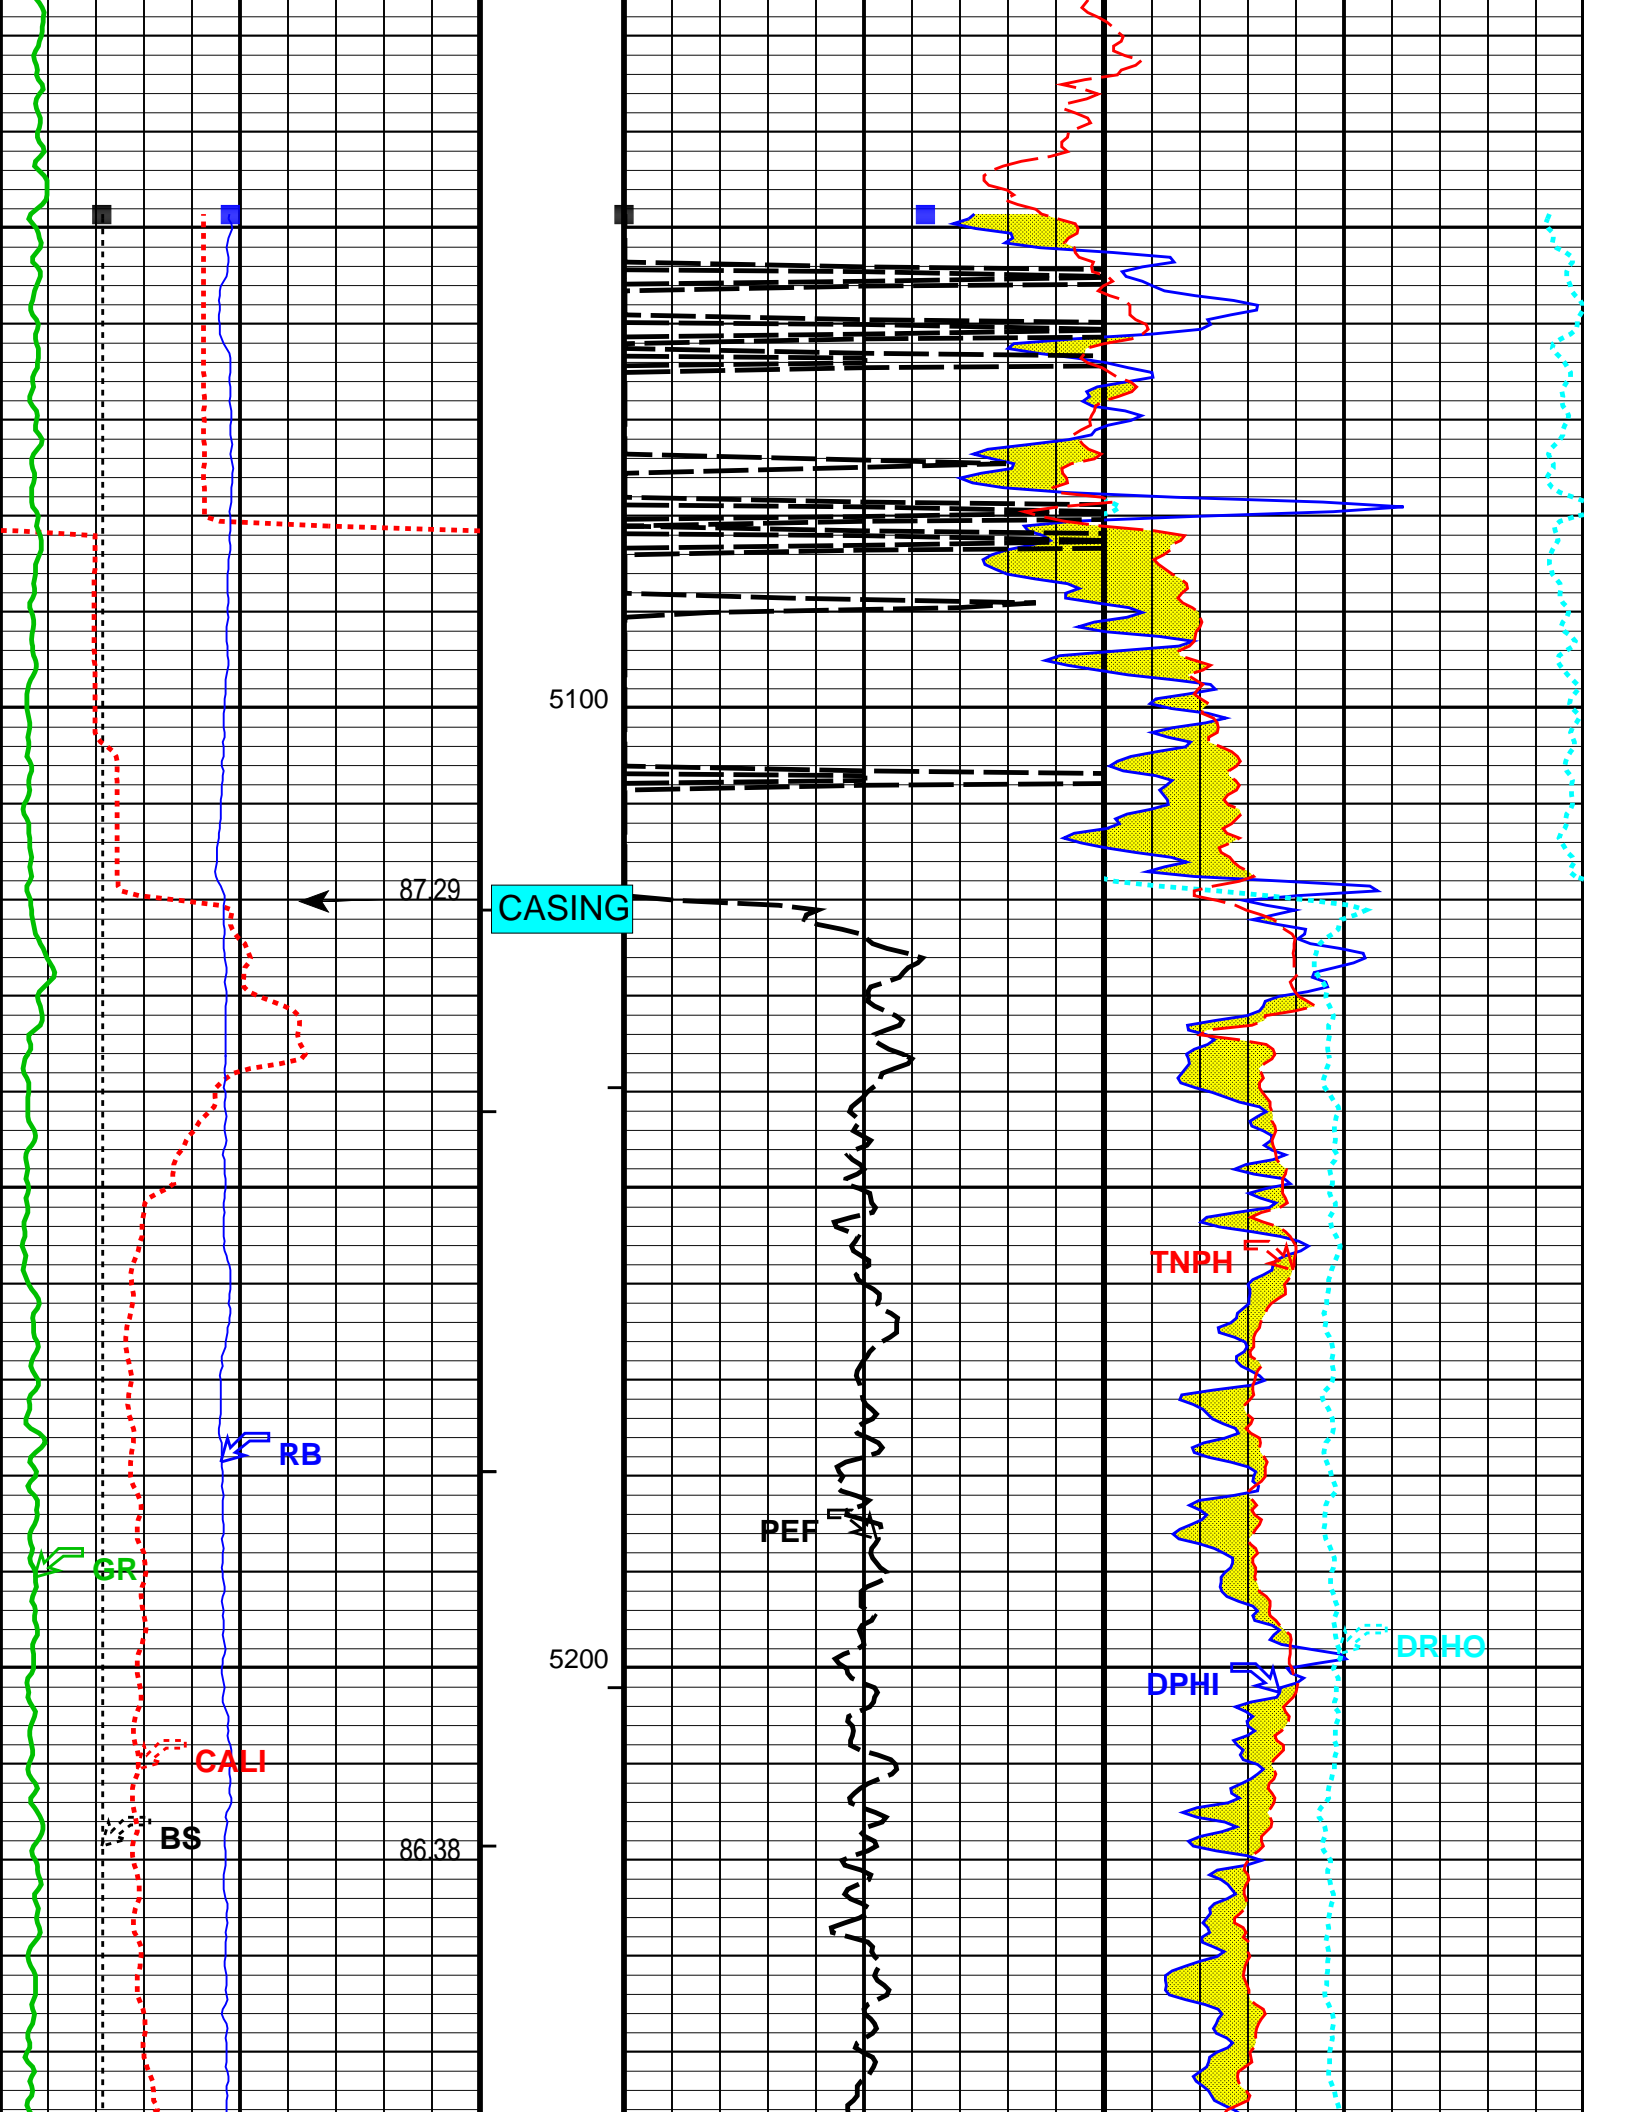 5100
87.29
CASING
TNPH
RB
PEF
GR
DRHO
5200
DPHI
CALI
BS
86.38